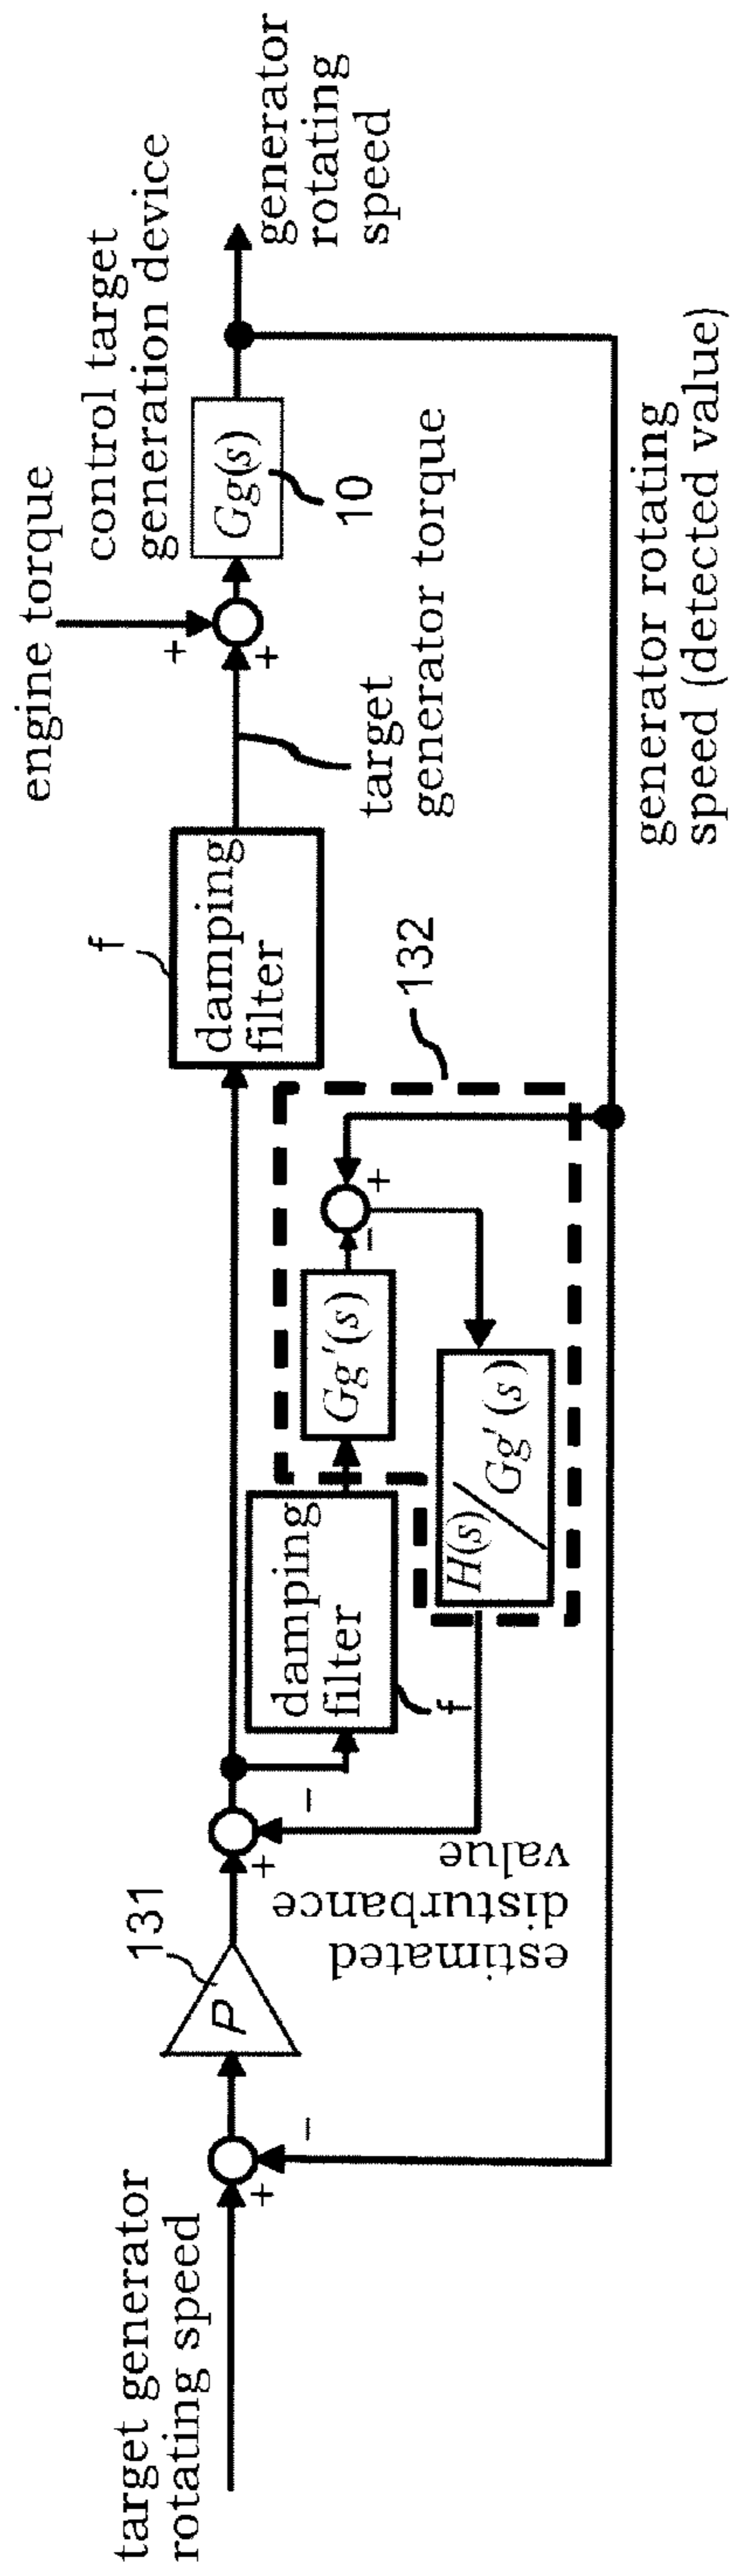 target generator
rotating speed
+
−
P
131
+
−
estimated
disturbance
value
damping
filter
f
Gg'(s)
−
+
H(s)/Gg'(s)
132
f
damping
filter
target
generator torque
engine torque
+
+
control target
generation device
Gg(s)
10
generator
rotating
speed
generator rotating
speed (detected value)